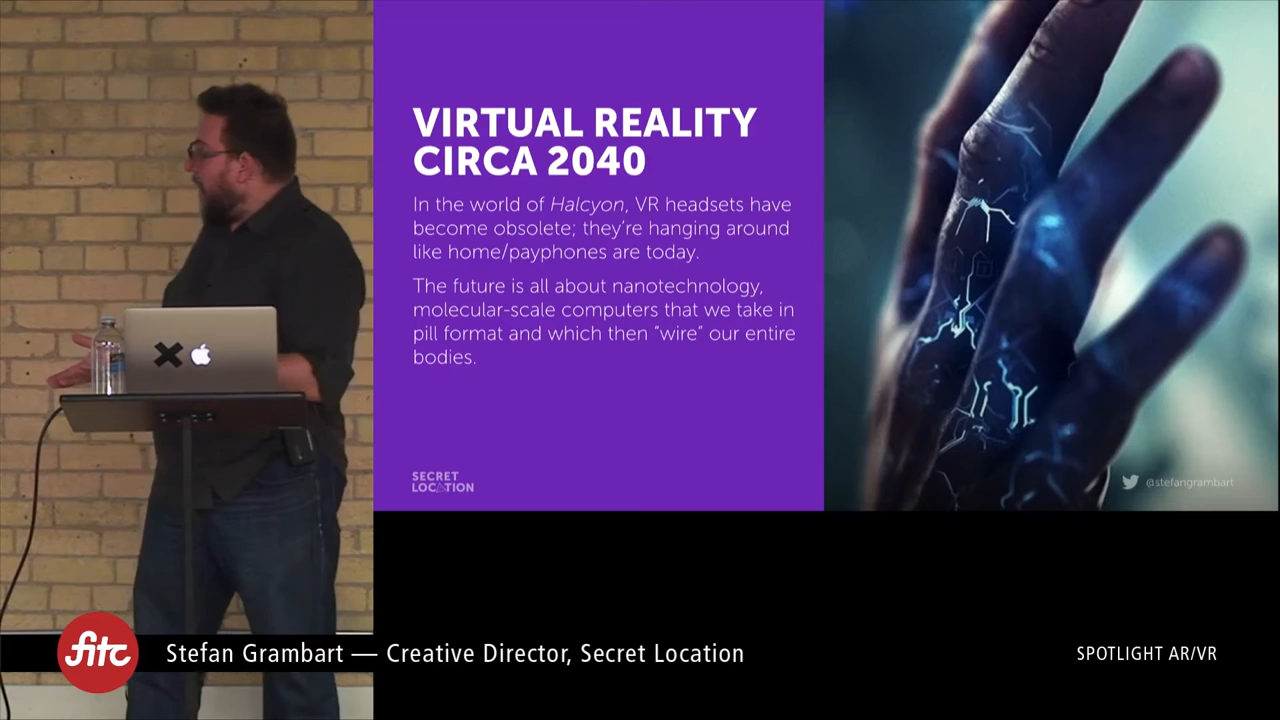 VIRTUAL REALITY
CIRCA 2040
In the world of Halcyon, VR headsets have
become obsolete; they're hanging around
like home/payphones are today.
The future is all about nanotechnology,
molecular-scale computers that we take in
pill format and which then "wire" our entire
bodies.
SECRET
LOCATION
@stefangrambart
fitc
Stefan Grambart — Creative Director, Secret Location
SPOTLIGHT AR/VR